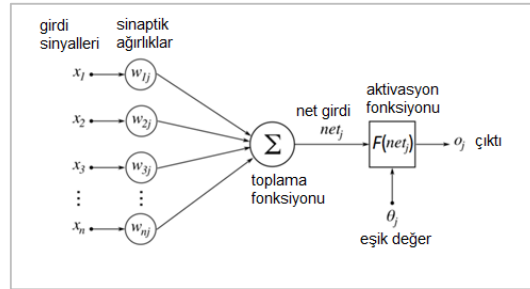 girdi
sinyalleri
sinaptik
ağırlıklar
x1
w1j
x2
w2j
x3
w3j
⋮
⋮
xn
wnj
Σ
toplama
fonksiyonu
net girdi
netj
aktivasyon
fonksiyonu
F(netj)
oj çıktı
θj
eşik değer